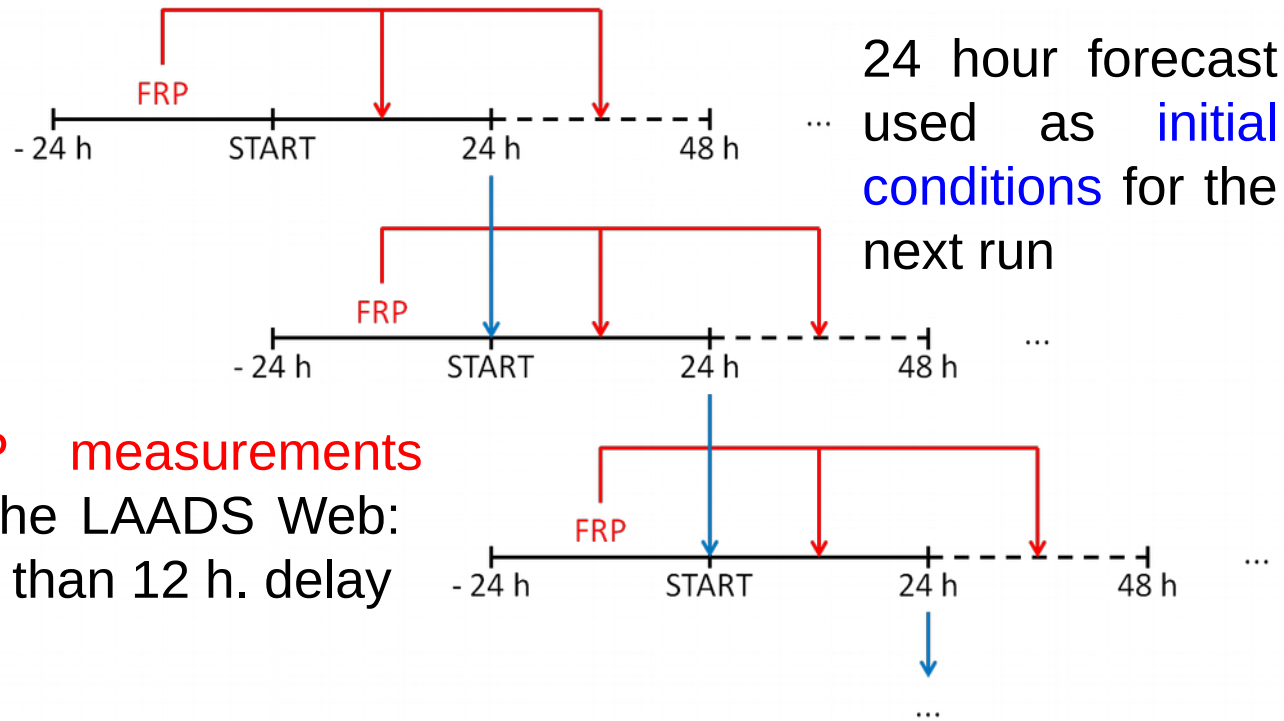 FRP
- 24 h START 24 h 48 h ...
24 hour forecast
used as initial
conditions for the
next run
FRP
- 24 h START 24 h 48 h ...
measurements
LAADS Web:
than 12 h. delay
FRP
- 24 h START 24 h 48 h ...
...